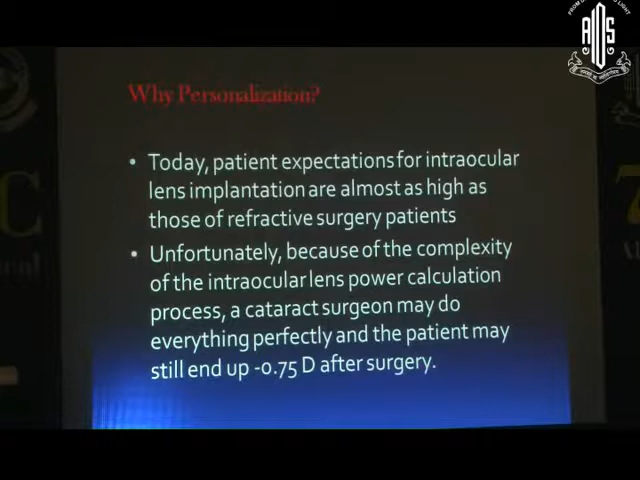 AIOS
Why Personalization?
• Today, patient expectations for intraocular
lens implantation are almost as high as
those of refractive surgery patients
• Unfortunately, because of the complexity
of the intraocular lens power calculation
process, a cataract surgeon may do
everything perfectly and the patient may
still end up -0.75 D after surgery.